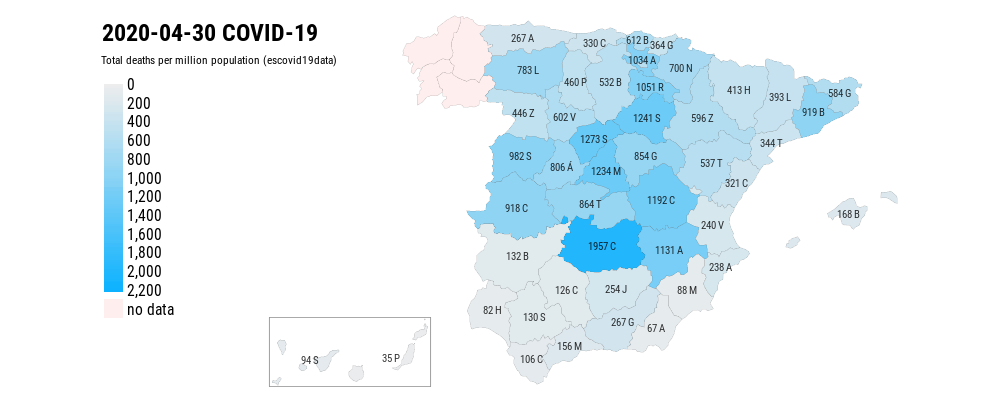 2020-04-30 COVID-19
Total deaths per million population (escovid19data)
0
200
400
600
800
1,000
1,200
1,400
1,600
1,800
2,000
2,200
no data
267 A
330 C
612 B
364 G
1034 A
700 N
783 L
460 P
532 B
1051 R
413 H
393 L
584 G
919 B
446 Z
602 V
1241 S
596 Z
1273 S
344 T
982 S
806 Á
1234 M
854 G
537 T
321 C
918 C
864 T
1192 C
168 B
240 V
132 B
1957 C
1131 A
238 A
126 C
254 J
88 M
82 H
130 S
267 G
67 A
106 C
156 M
94 S
35 P